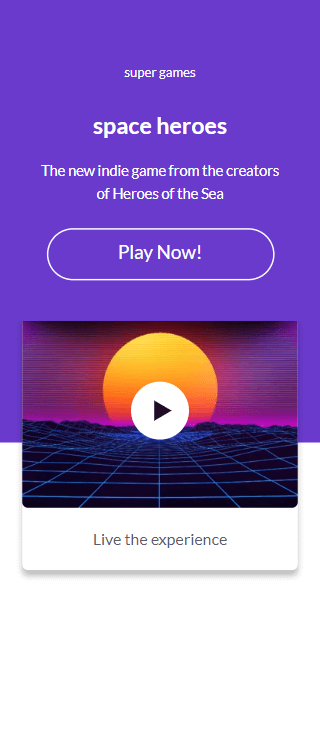 super games
space heroes
The new indie game from the creators
of Heroes of the Sea
Play Now!
Live the experience